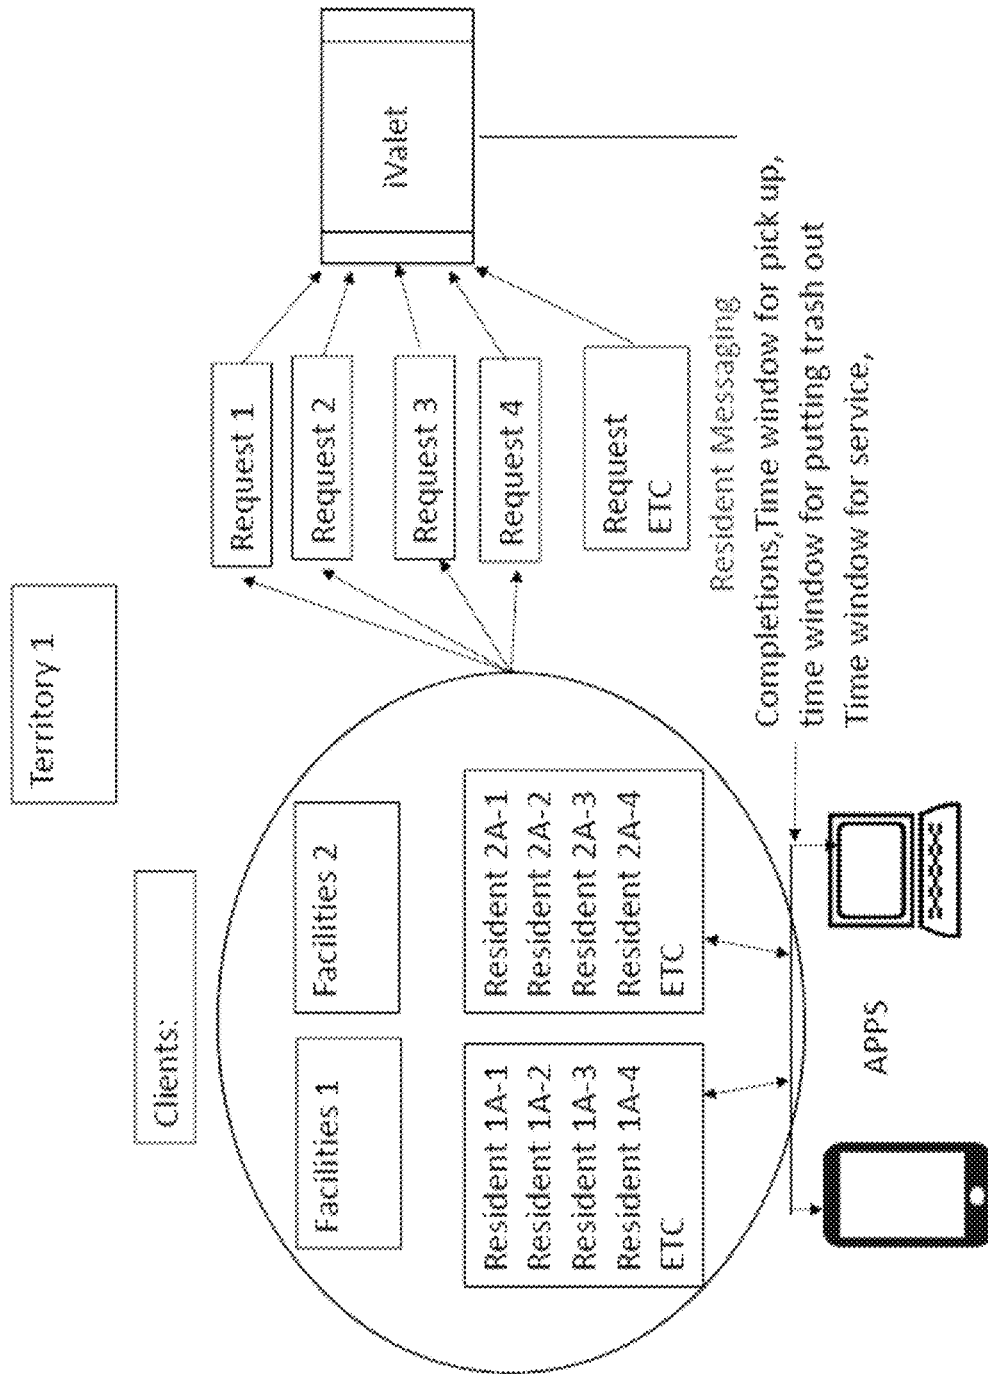 Territory 1
Clients:
Facilities 1
Facilities 2
Resident 1A-1
Resident 1A-2
Resident 1A-3
Resident 1A-4
ETC
Resident 2A-1
Resident 2A-2
Resident 2A-3
Resident 2A-4
ETC
Request 1
Request 2
Request 3
Request 4
Request
ETC
iValet
Resident Messaging
Completions,Time window for pick up,
time window for putting trash out
Time window for service,
APPS